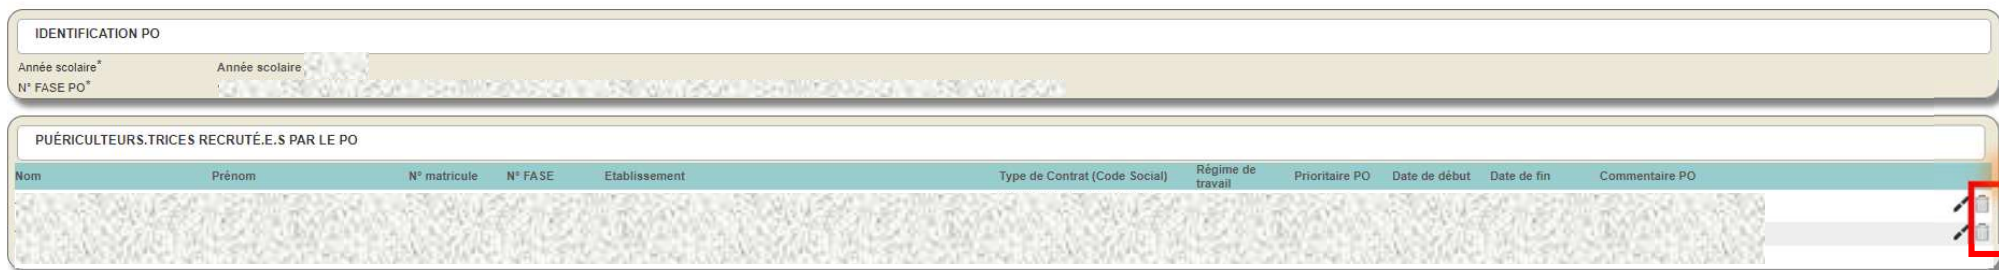 IDENTIFICATION PO
Année scolaire* Année scolaire
N° FASE PO*
PUÉRICULTEURS.TRICES RECRUTÉ.E.S PAR LE PO
Nom Prénom N° matricule N° FASE Etablissement Type de Contrat (Code Social) Régime de travail Prioritaire PO Date de début Date de fin Commentaire PO